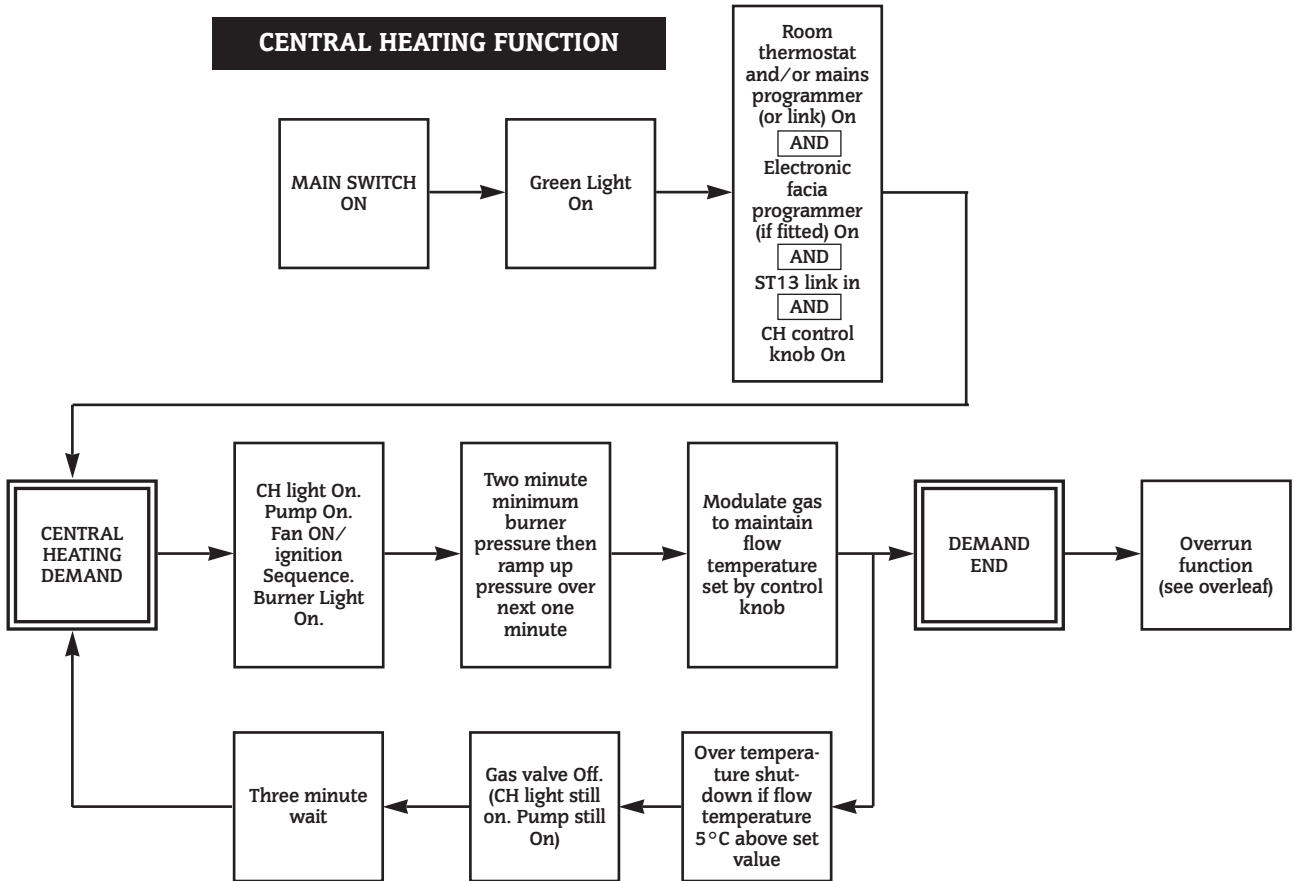 CENTRAL HEATING FUNCTION
MAIN SWITCH
ON
Green Light
On
Room
thermostat
and/or mains
programmer
(or link) On
AND
Electronic
facia
programmer
(if fitted) On
AND
ST13 link in
AND
CH control
knob On
CENTRAL
HEATING
DEMAND
CH light On.
Pump On.
Fan ON/
ignition
Sequence.
Burner Light
On.
Two minute
minimum
burner
pressure then
ramp up
pressure over
next one
minute
Modulate gas
to maintain
flow
temperature
set by control
knob
DEMAND
END
Overrun
function
(see overleaf)
Three minute
wait
Gas valve Off.
(CH light still
on. Pump still
On)
Over tempera-
ture shut-
down if flow
temperature
5°C above set
value